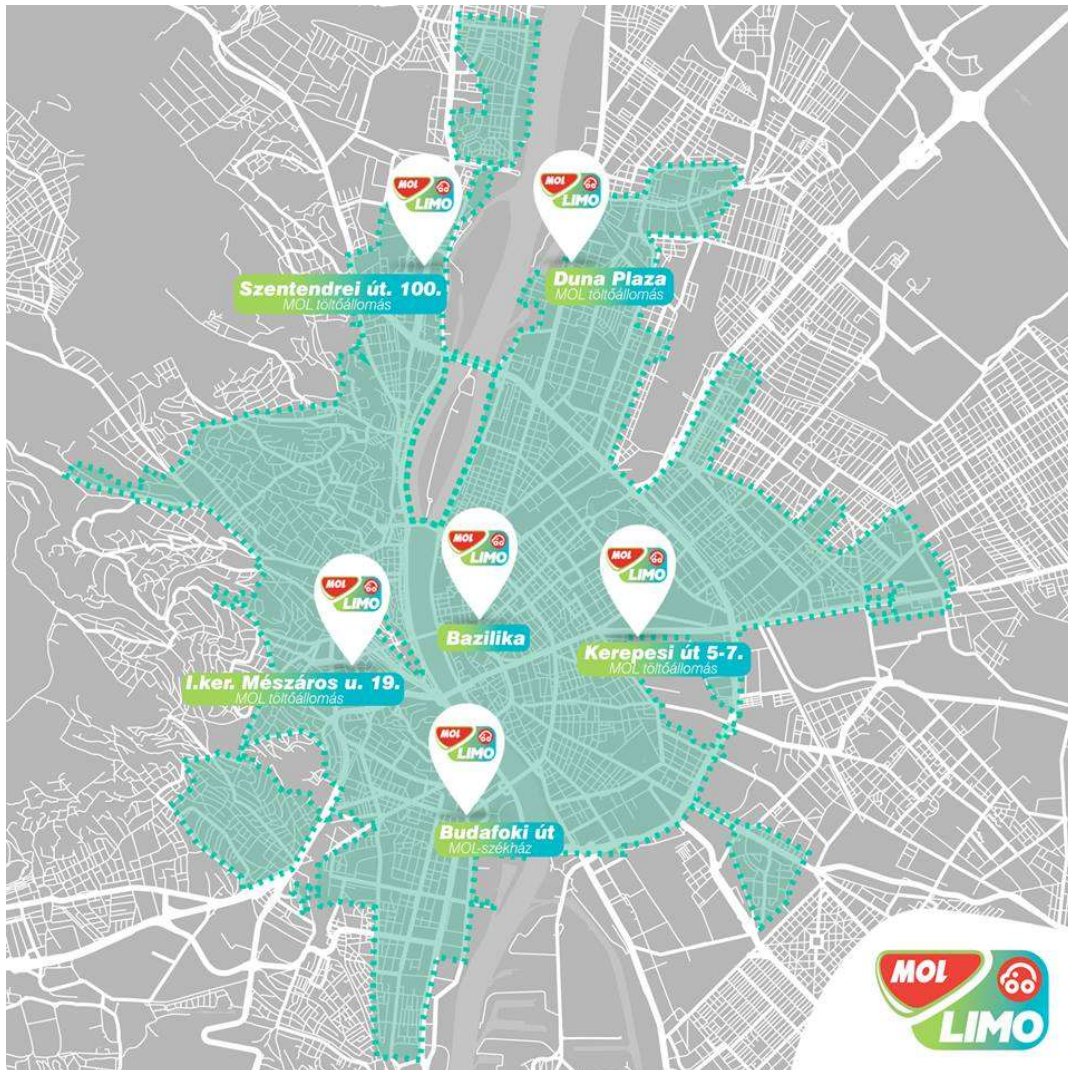 MOL
LIMO
MOL
LIMO
Szentendrei út. 100.
MOL töltőállomás
Duna Plaza
MOL töltőállomás
MOL
LIMO
Bazilika
MOL
LIMO
Kerepesi út 5-7.
MOL töltőállomás
MOL
LIMO
I.ker. Mészáros u. 19.
MOL töltőállomás
MOL
LIMO
Budafoki út
MOL-székház
MOL
LIMO